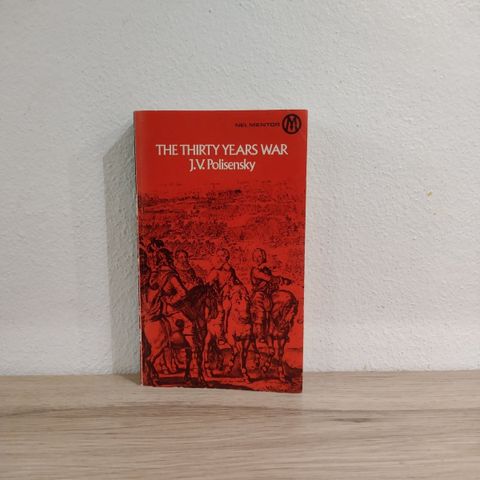 NEL MENTOR M
THE THIRTY YEARS WAR
J.V. Polisensky